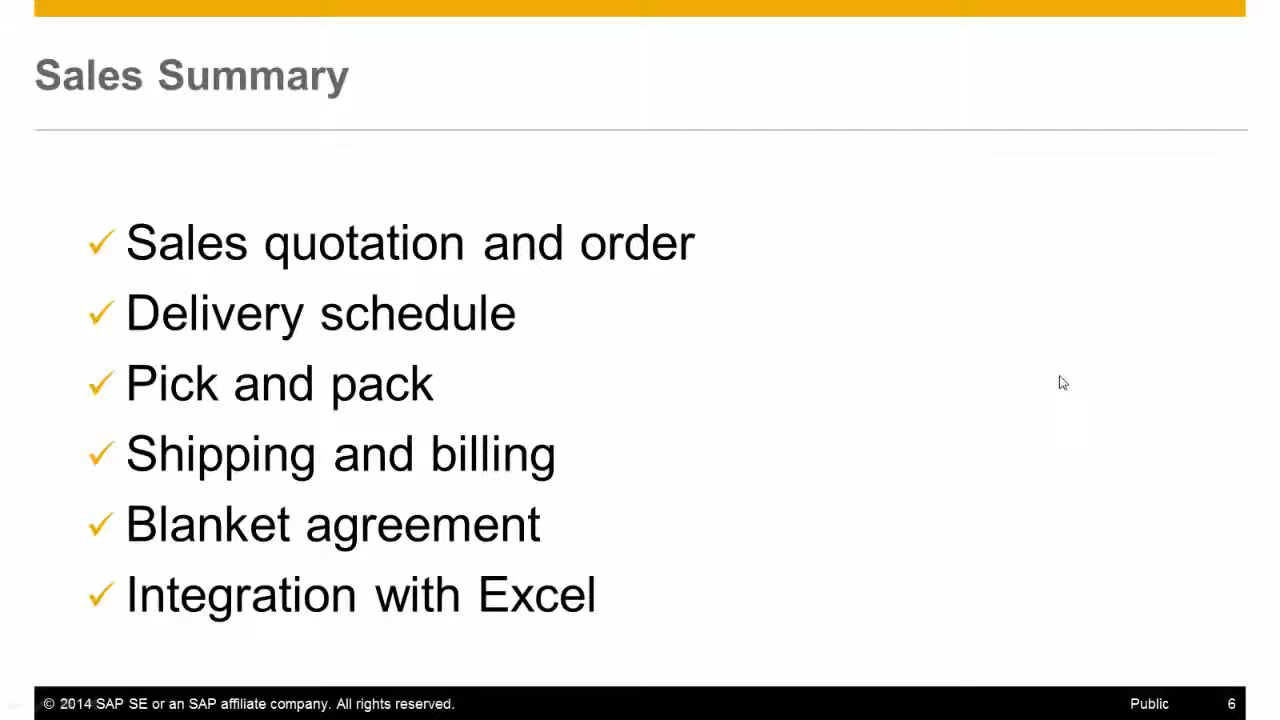 Sales Summary
Sales quotation and order
Delivery schedule
Pick and pack
Shipping and billing
Blanket agreement
Integration with Excel
© 2014 SAP SE or an SAP affiliate company. All rights reserved. Public 6